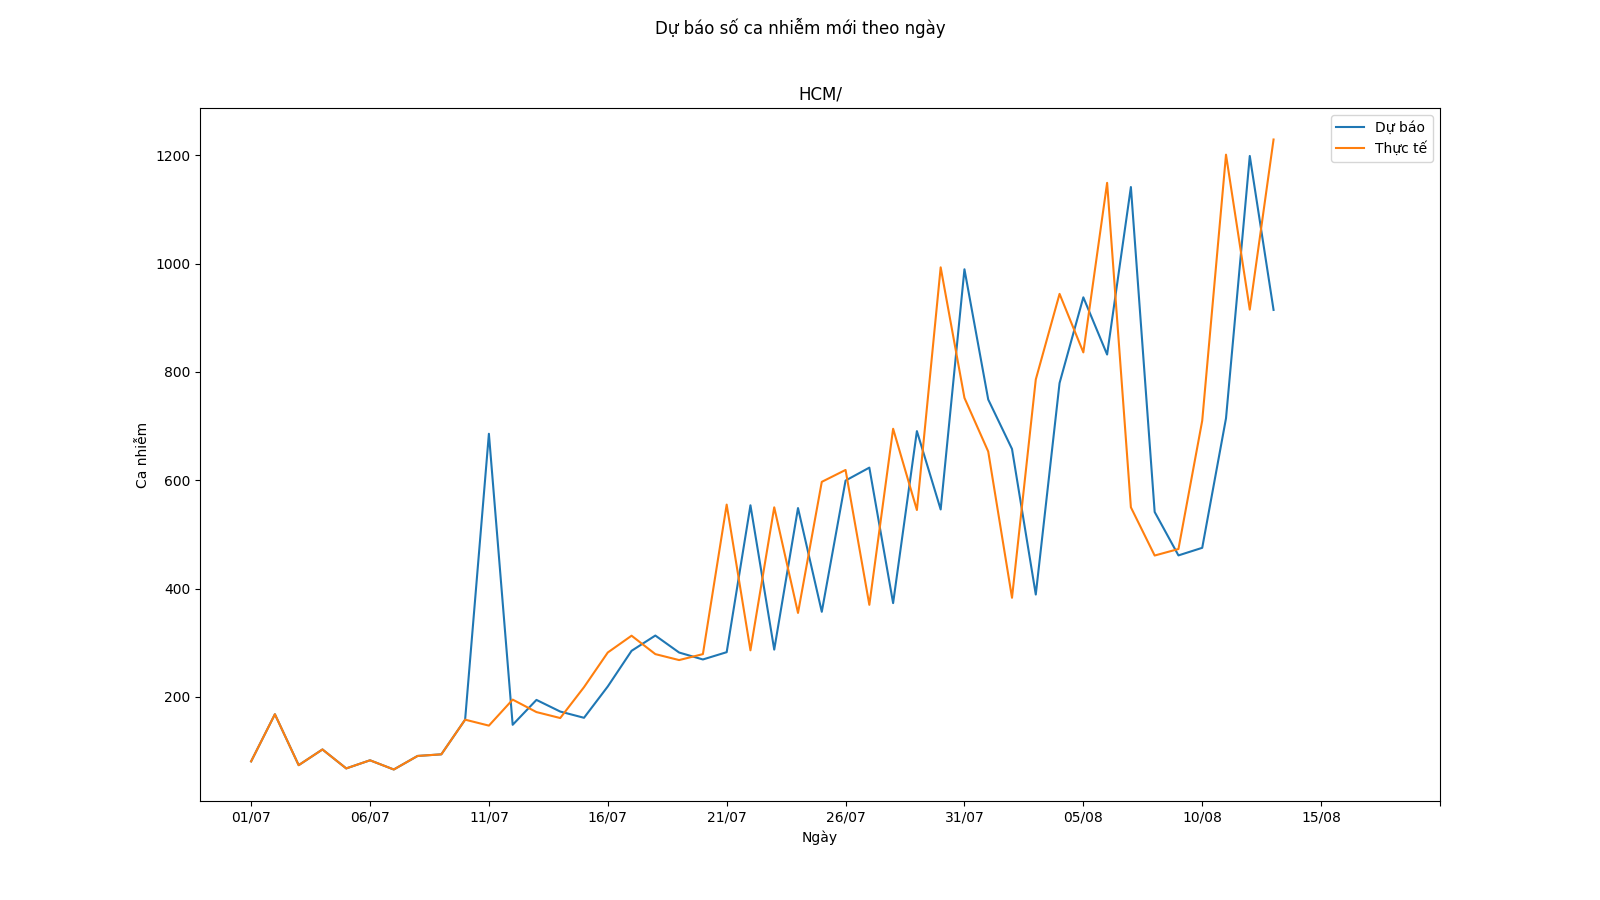 Dự báo số ca nhiễm mới theo ngày
HCM/
Dự báo
Thực tế
1200
1000
800
600
400
200
Ca nhiễm
01/07
06/07
11/07
16/07
21/07
26/07
31/07
05/08
10/08
15/08
Ngày